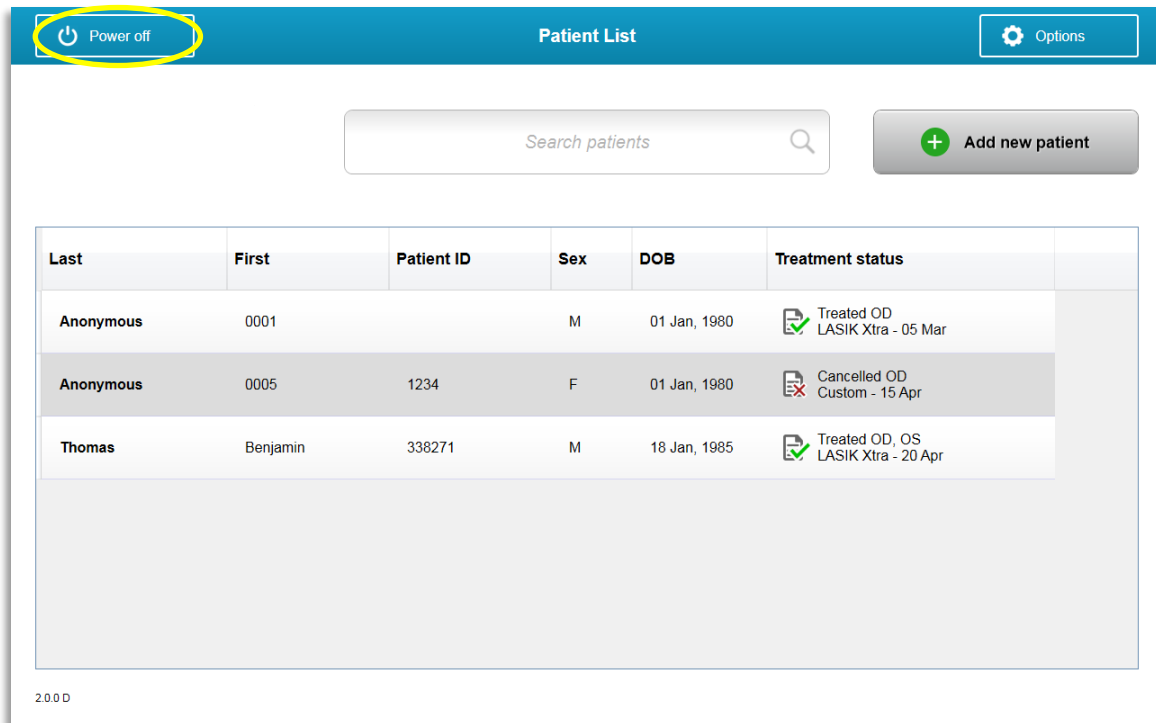 Power off
Patient List
Options
Search patients
Add new patient
Last First Patient ID Sex DOB Treatment status
Anonymous 0001 M 01 Jan, 1980 Treated OD
LASIK Xtra - 05 Mar
Anonymous 0005 1234 F 01 Jan, 1980 Cancelled OD
Custom - 15 Apr
Thomas Benjamin 338271 M 18 Jan, 1985 Treated OD, OS
LASIK Xtra - 20 Apr
2.0.0 D